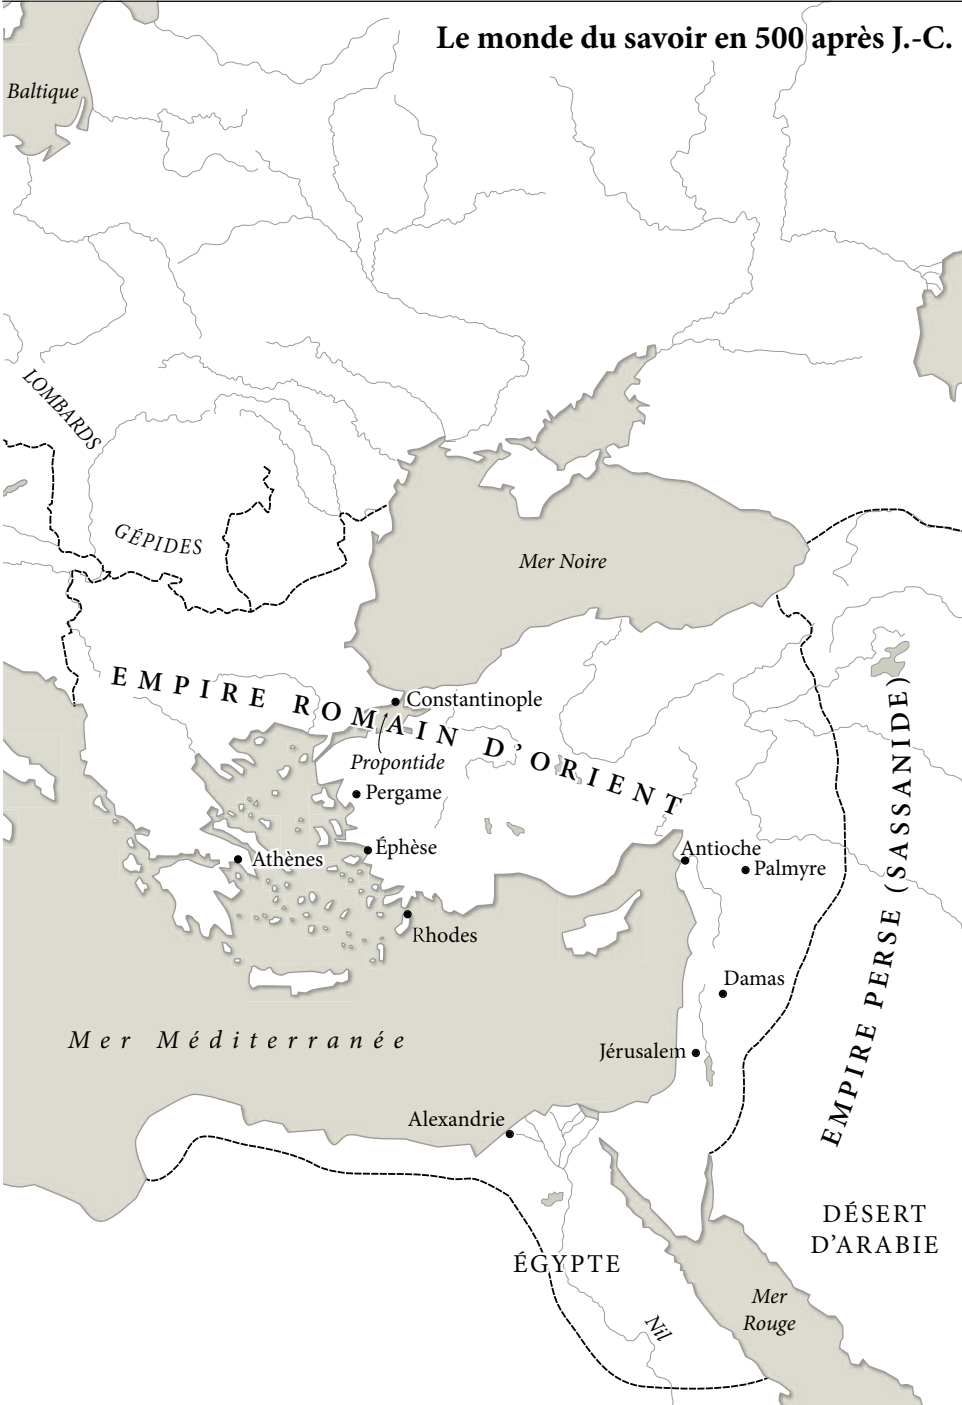 Le monde du savoir en 500 après J.-C.
Baltique
LOMBARDS
GÉPIDES
Mer Noire
EMPIRE ROMAIN D'ORIENT
Constantinople
Propontide
Pergame
Éphèse
Athènes
Antioche
Palmyre
EMPIRE PERSE (SASSANIDE)
Rhodes
Damas
Mer Méditerranée
Jérusalem
Alexandrie
DÉSERT
D'ARABIE
ÉGYPTE
Mer
Rouge
Nil